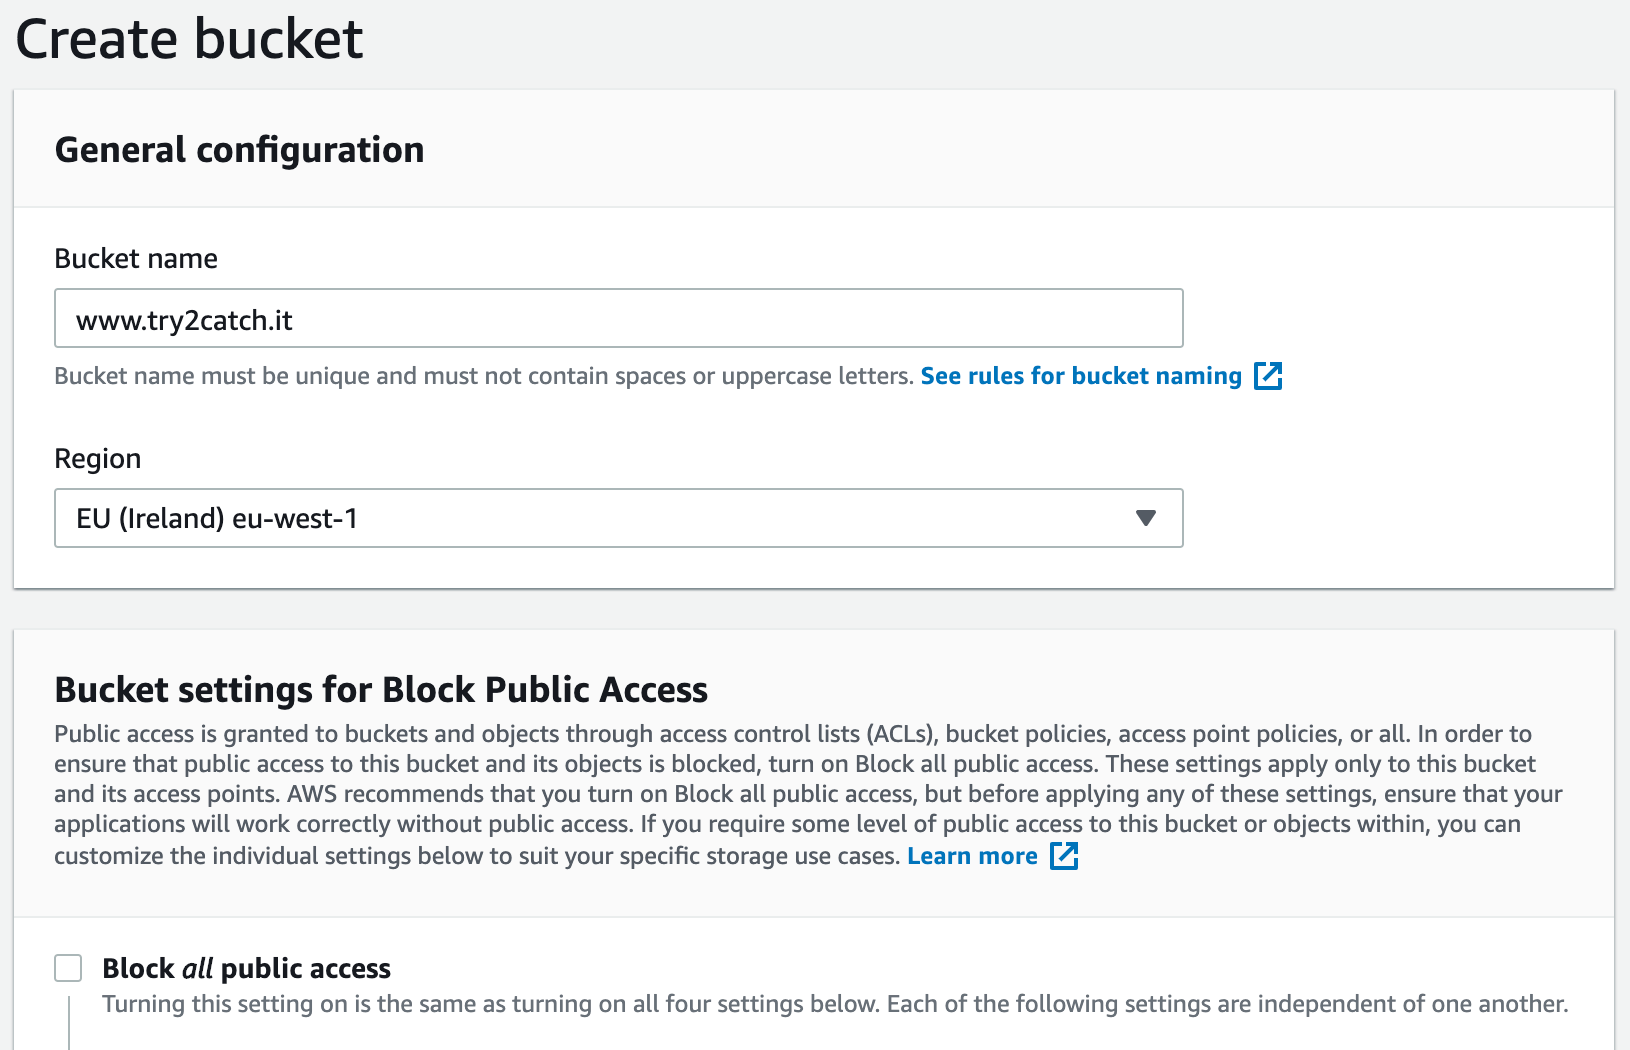 Create bucket
General configuration
Bucket name
www.try2catch.it
Bucket name must be unique and must not contain spaces or uppercase letters. See rules for bucket naming
Region
EU (Ireland) eu-west-1
Bucket settings for Block Public Access
Public access is granted to buckets and objects through access control lists (ACLs), bucket policies, access point policies, or all. In order to
ensure that public access to this bucket and its objects is blocked, turn on Block all public access. These settings apply only to this bucket
and its access points. AWS recommends that you turn on Block all public access, but before applying any of these settings, ensure that your
applications will work correctly without public access. If you require some level of public access to this bucket or objects within, you can
customize the individual settings below to suit your specific storage use cases. Learn more
Block all public access
Turning this setting on is the same as turning on all four settings below. Each of the following settings are independent of one another.